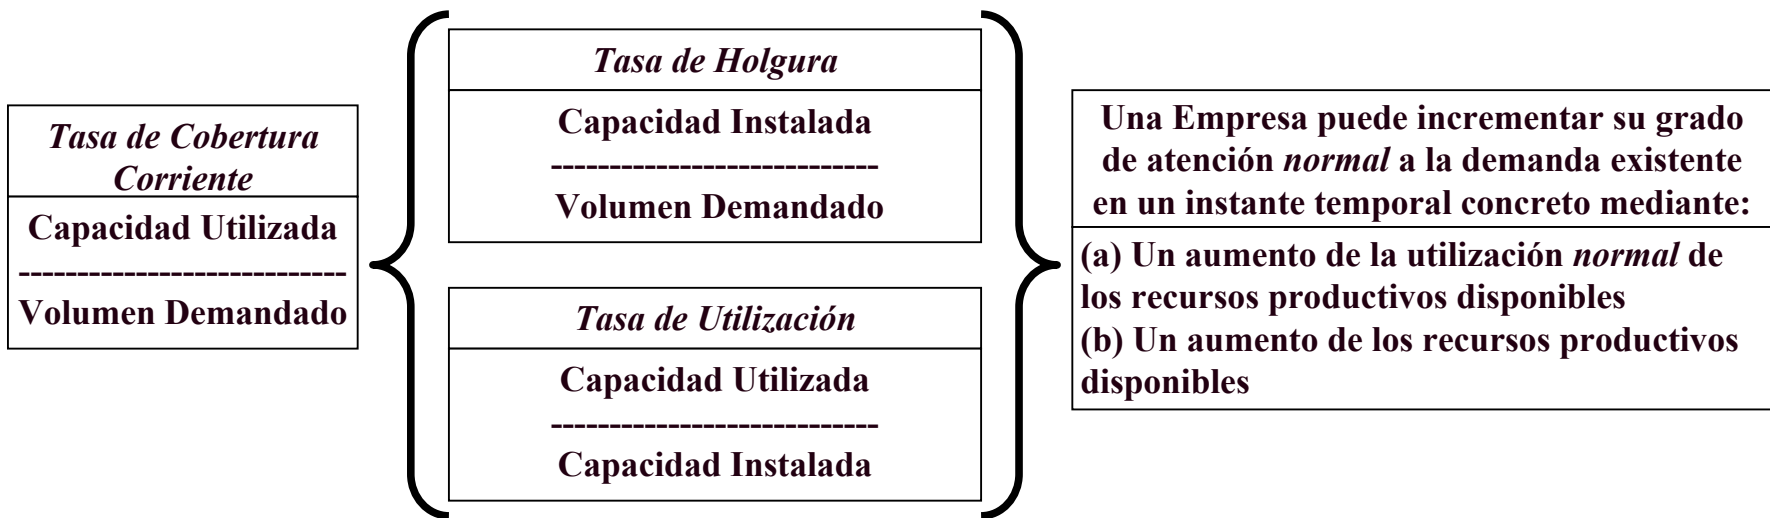 Tasa de Cobertura
Corriente
Capacidad Utilizada
----------------------------
Volumen Demandado
Tasa de Holgura
Capacidad Instalada
----------------------------
Volumen Demandado
Tasa de Utilización
Capacidad Utilizada
----------------------------
Capacidad Instalada
Una Empresa puede incrementar su grado
de atención normal a la demanda existente
en un instante temporal concreto mediante:
(a) Un aumento de la utilización normal de
los recursos productivos disponibles
(b) Un aumento de los recursos productivos
disponibles